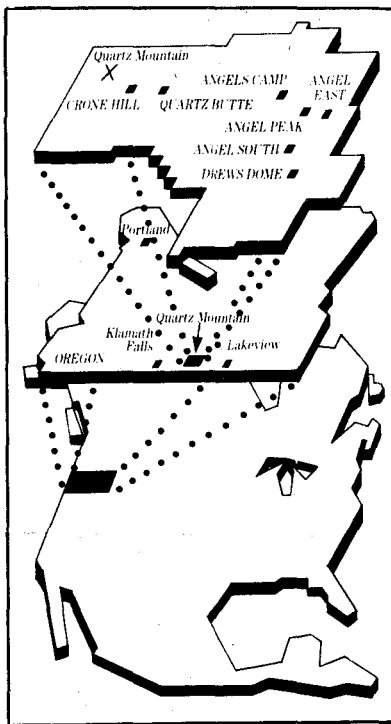 Quartz Mountain
X
CRONE HILL
QUARTZ BUTTE
ANGELS CAMP
ANGEL
EAST
ANGEL PEAK
ANGEL SOUTH
DREWS DOME
Portland
Quartz Mountain
Klamath
Falls
Lakeview
OREGON